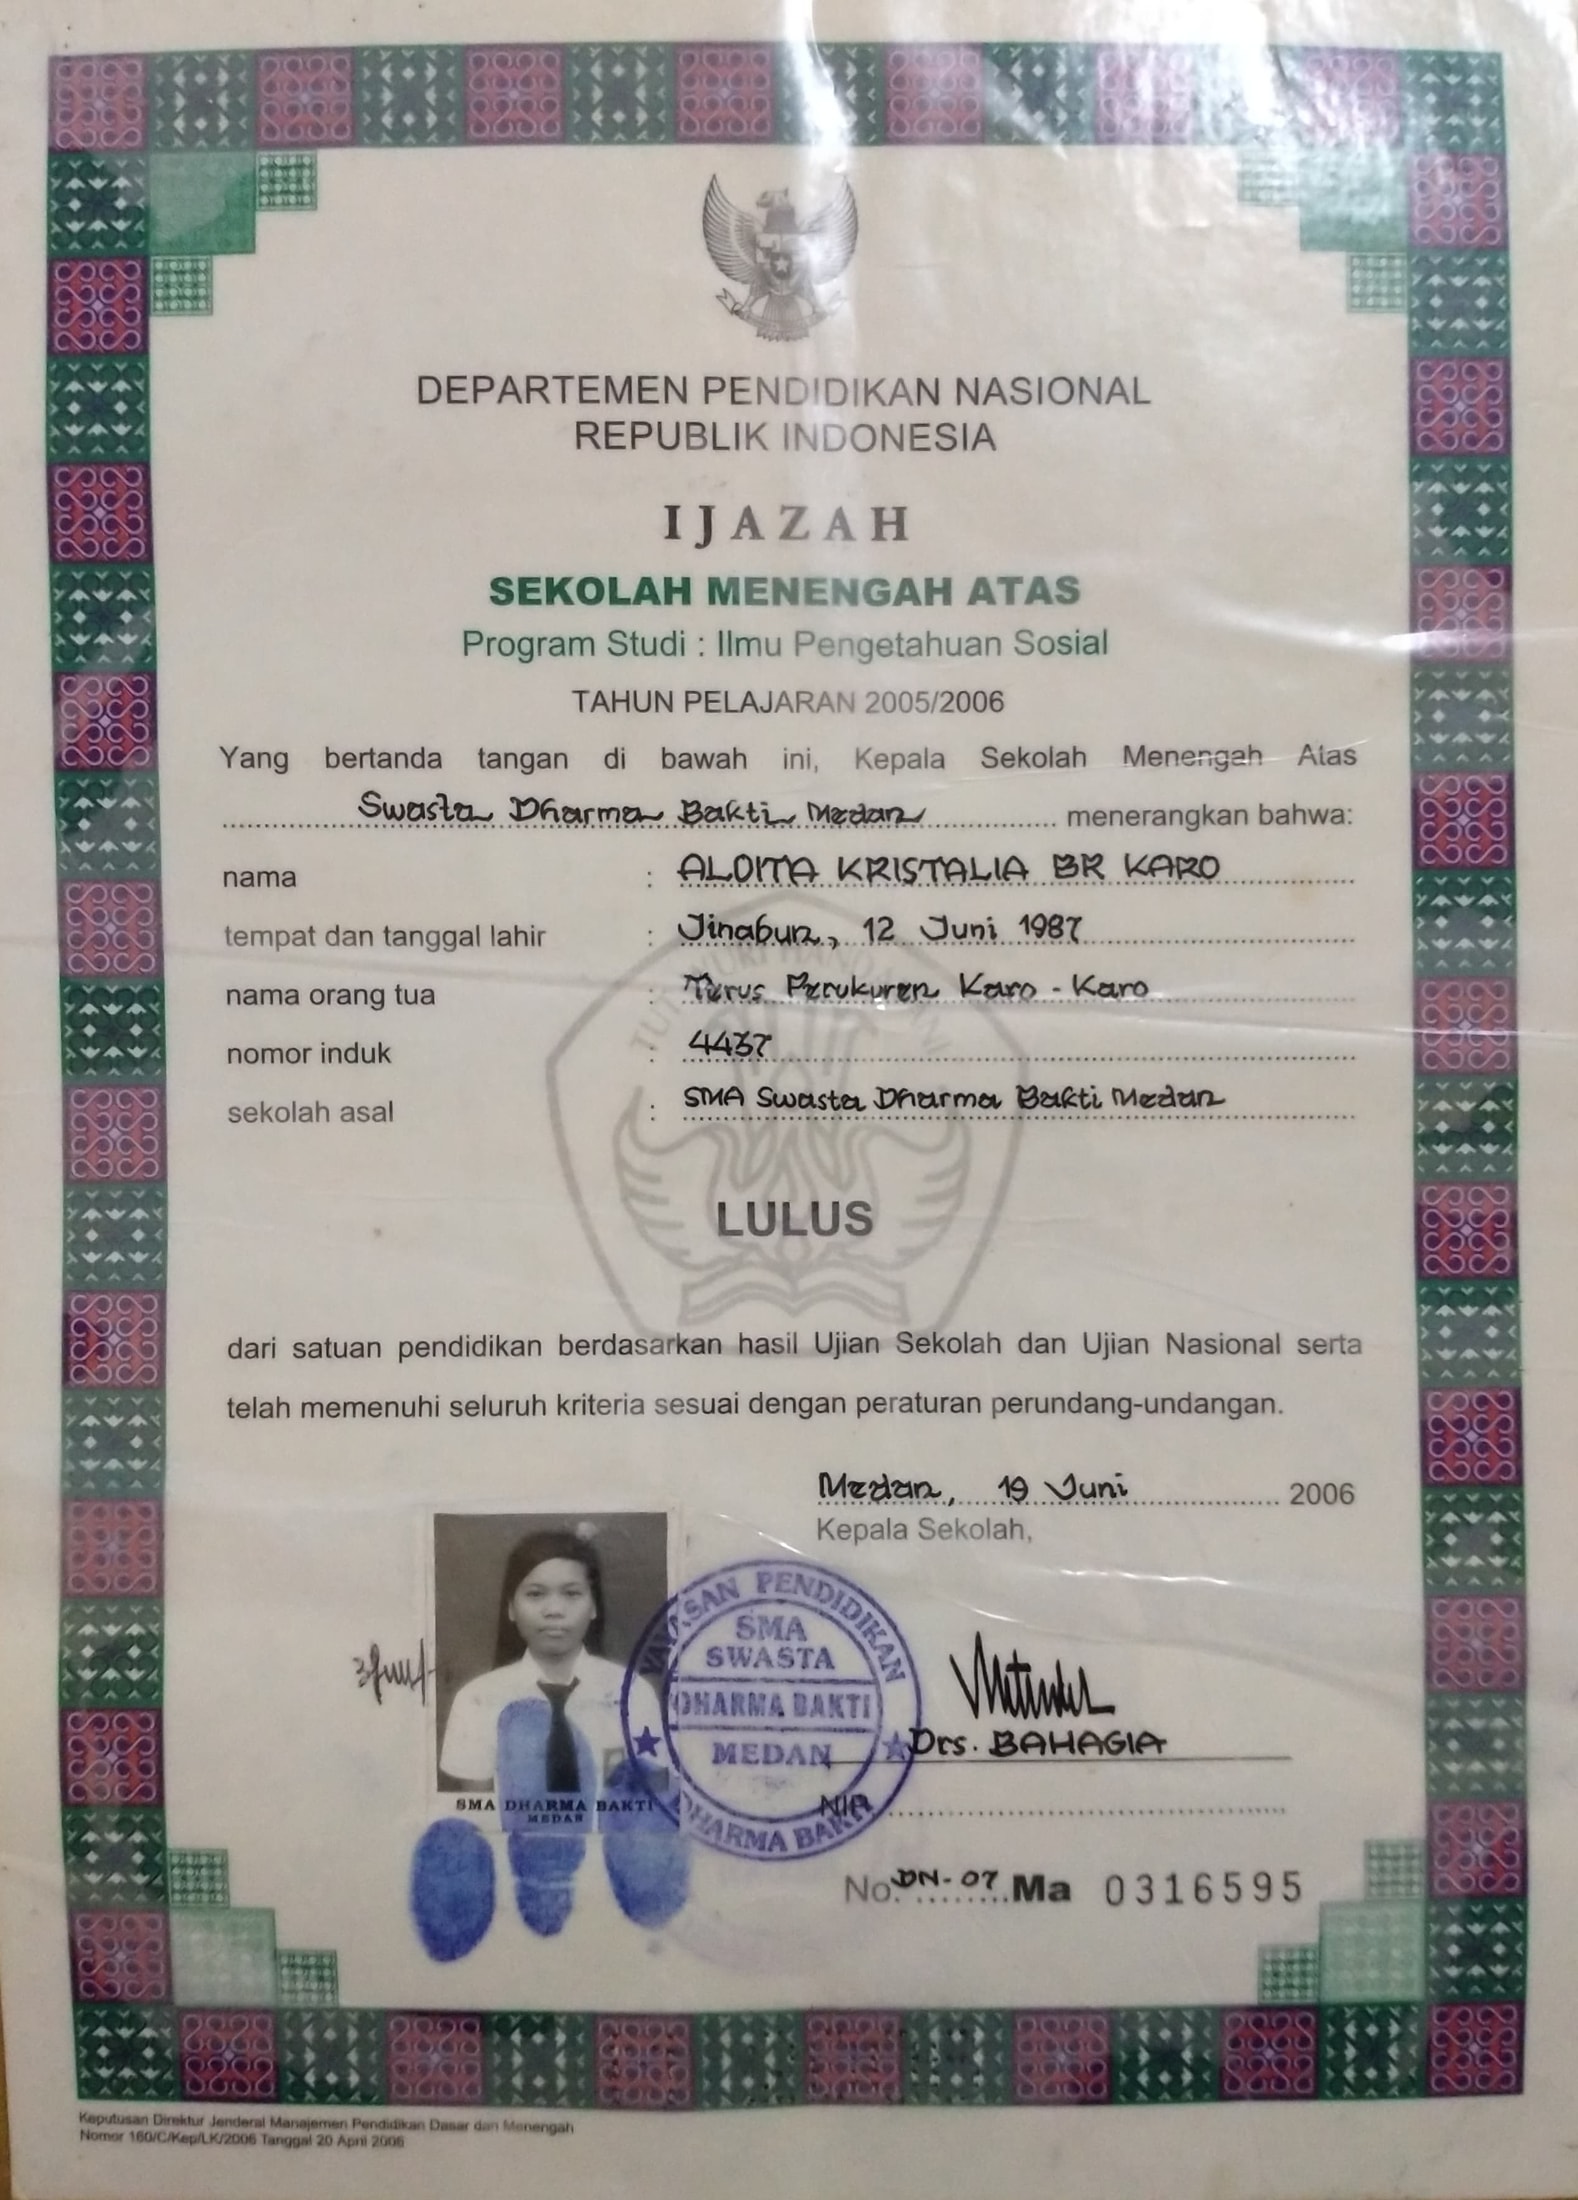 DEPARTEMEN PENDIDIKAN NASIONAL
REPUBLIK INDONESIA
IJAZAH
SEKOLAH MENENGAH ATAS
Program Studi : Ilmu Pengetahuan Sosial
TAHUN PELAJARAN 2005/2006
Yang bertanda tangan di bawah ini, Kepala Sekolah Menengah Atas
Swasta Dharma Bakti Medan menerangkan bahwa:
nama : ALDITA KRISTALIA BR KARO
tempat dan tanggal lahir : Jinabun, 12 Juni 1987
nama orang tua : Terus Perukuren Karo - Karo
nomor induk : 4437
sekolah asal : SMA Swasta Dharma Bakti Medan
TUT WURI HANDAYANI
LULUS
dari satuan pendidikan berdasarkan hasil Ujian Sekolah dan Ujian Nasional serta
telah memenuhi seluruh kriteria sesuai dengan peraturan perundang-undangan.
Medan, 19 Juni 2006
Kepala Sekolah,
YAYASAN PENDIDIKAN
SMA
SWASTA
DHARMA BAKTI
MEDAN
DHARMA BAKTI
Drs. BAHAGIA
NIP
SMA DHARMA BAKTI
MEDAN
No. DN-07 Ma 0316595
Keputusan Direktur Jenderal Manajemen Pendidikan Dasar dan Menengah
Nomor 160/C/Kep/LK/2006 Tanggal 20 April 2006